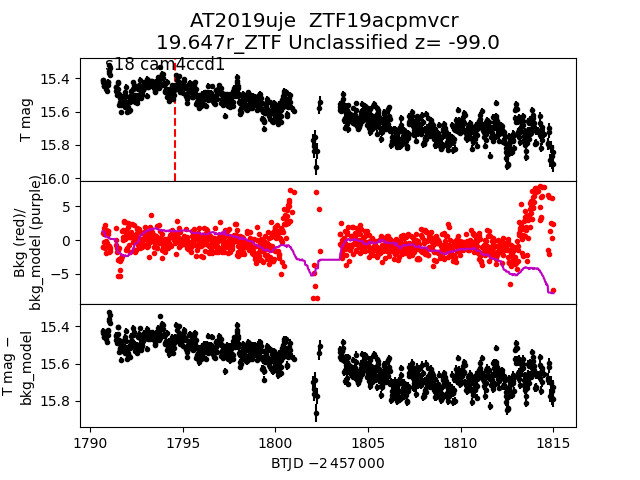 AT2019uje ZTF19acpmvcr
19.647r_ZTF Unclassified z= -99.0
s18 cam4ccd1
15.4
15.6
15.8
16.0
T mag
5
0
−5
Bkg (red)/
bkg_model (purple)
15.4
15.6
15.8
T mag −
bkg_model
1790 1795 1800 1805 1810 1815
BTJD −2 457 000